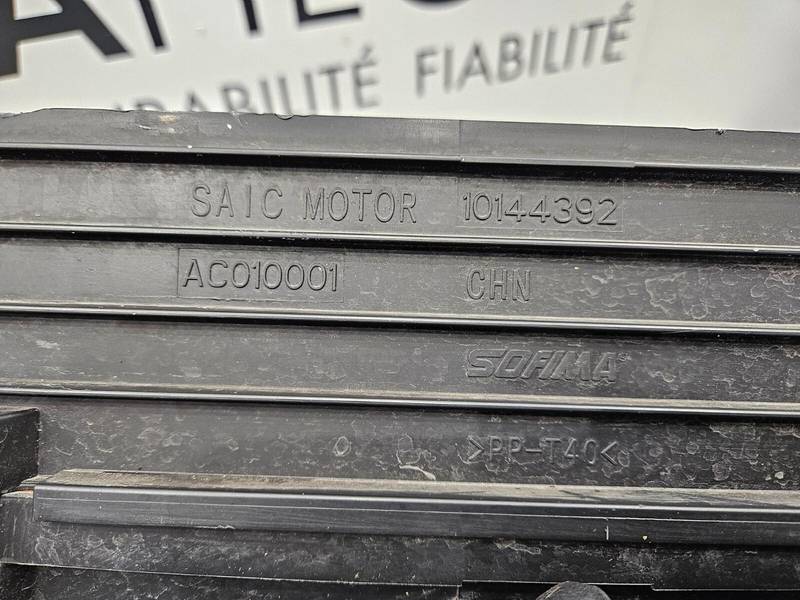 FIABILITÉ
SAIC MOTOR 10144392
AC010001 CHN
SOFIMA
>PP-T40<